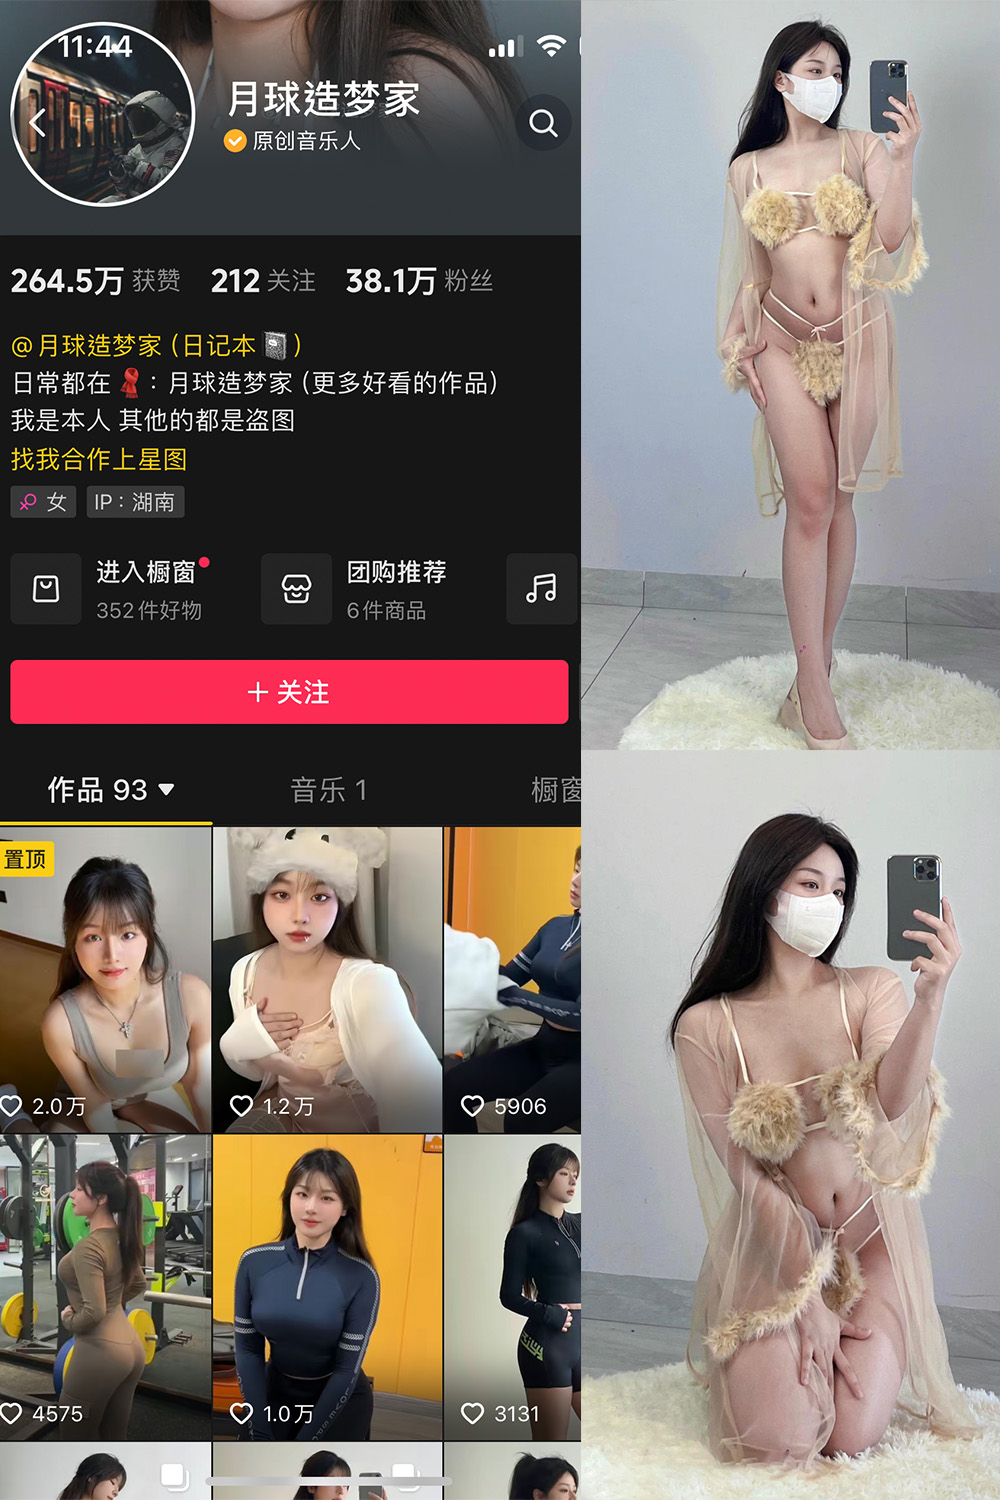 11:44
月球造梦家
原创音乐人
264.5万 获赞 212 关注 38.1万 粉丝
@月球造梦家（日记本📓）
日常都在🧣：月球造梦家（更多好看的作品）
我是本人 其他的都是盗图
找我合作上星图
女 IP：湖南
进入橱窗 团购推荐
352件好物 6件商品
+ 关注
作品 93 音乐 1 橱窗
置顶
2.0万 1.2万 5906
4575 1.0万 3131